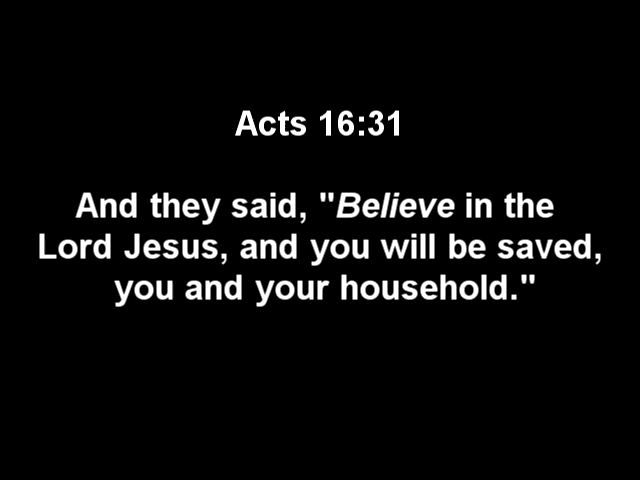 Acts 16:31
And they said, "Believe in the
Lord Jesus, and you will be saved,
you and your household."